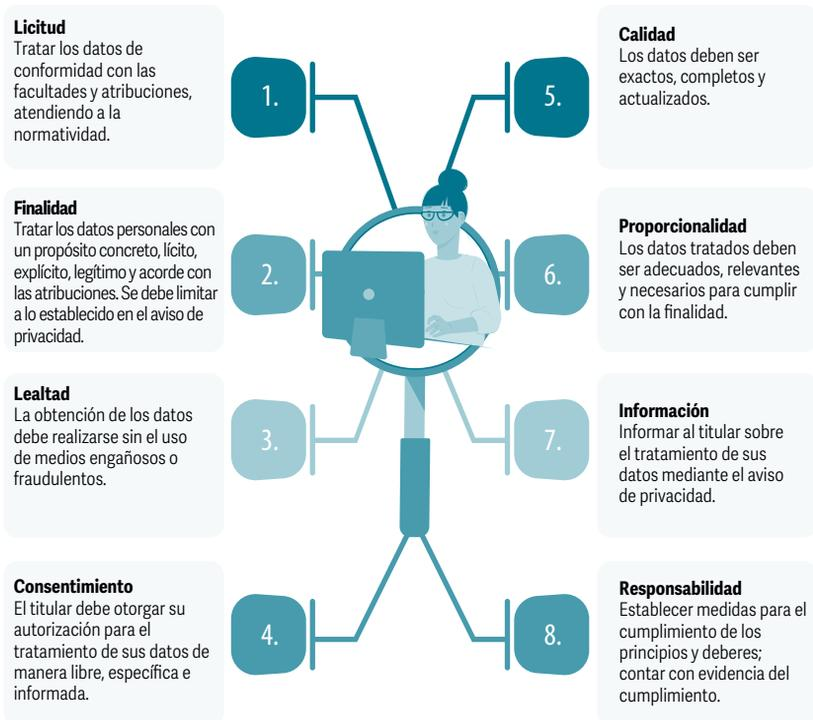 Licitud
Tratar los datos de
conformidad con las
facultades y atribuciones,
atendiendo a la
normatividad.
1.
Finalidad
Tratar los datos personales con
un propósito concreto, lícito,
explícito, legítimo y acorde con
las atribuciones. Se debe limitar
a lo establecido en el aviso de
privacidad.
2.
Lealtad
La obtención de los datos
debe realizarse sin el uso
de medios engañosos o
fraudulentos.
3.
Consentimiento
El titular debe otorgar su
autorización para el
tratamiento de sus datos de
manera libre, específica e
informada.
4.
5.
Calidad
Los datos deben ser
exactos, completos y
actualizados.
6.
Proporcionalidad
Los datos tratados deben
ser adecuados, relevantes
y necesarios para cumplir
con la finalidad.
7.
Información
Informar al titular sobre
el tratamiento de sus
datos mediante el aviso
de privacidad.
8.
Responsabilidad
Establecer medidas para el
cumplimiento de los
principios y deberes;
contar con evidencia del
cumplimiento.